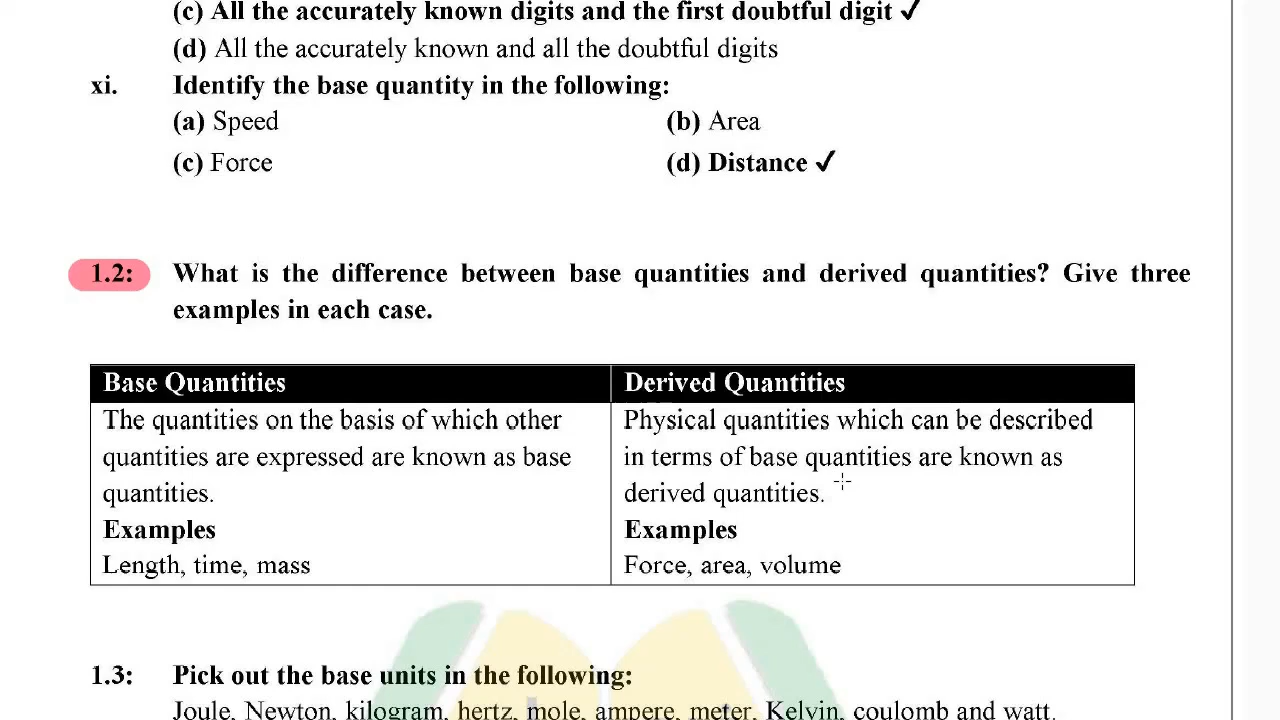 (c) All the accurately known digits and the first doubtful digit ✓
(d) All the accurately known and all the doubtful digits
xi. Identify the base quantity in the following:
(a) Speed (b) Area
(c) Force (d) Distance ✓
1.2: What is the difference between base quantities and derived quantities? Give three
examples in each case.
Base Quantities
The quantities on the basis of which other
quantities are expressed are known as base
quantities.
Examples
Length, time, mass
Derived Quantities
Physical quantities which can be described
in terms of base quantities are known as
derived quantities.
Examples
Force, area, volume
1.3: Pick out the base units in the following:
Joule, Newton, kilogram, hertz, mole, ampere, meter, Kelvin, coulomb and watt.